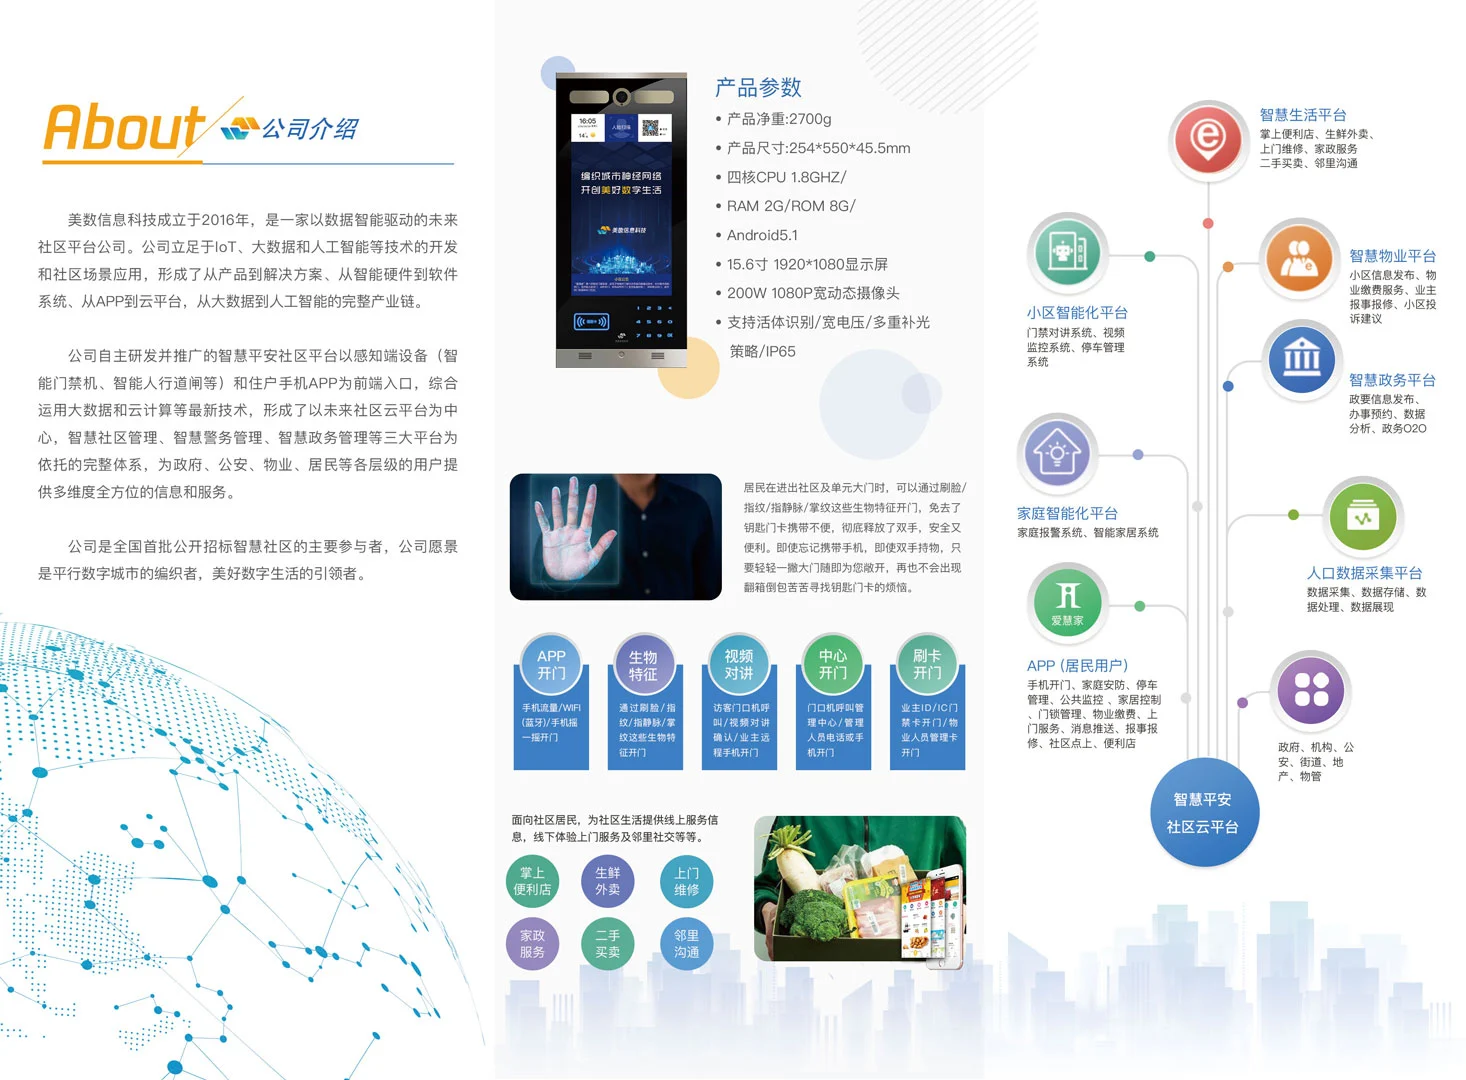 About 公司介绍
美数信息科技成立于2016年，是一家以数据智能驱动的未来
社区平台公司。公司立足于IoT、大数据和人工智能等技术的开发
和社区场景应用，形成了从产品到解决方案、从智能硬件到软件
系统、从APP到云平台，从大数据到人工智能的完整产业链。
公司自主研发并推广的智慧平安社区平台以感知端设备（智
能门禁机、智能人行道闸等）和住户手机APP为前端入口，综合
运用大数据和云计算等最新技术，形成了以未来社区云平台为中
心，智慧社区管理、智慧警务管理、智慧政务管理等三大平台为
依托的完整体系，为政府、公安、物业、居民等各层级的用户提
供多维度全方位的信息和服务。
公司是全国首批公开招标智慧社区的主要参与者，公司愿景
是平行数字城市的编织者，美好数字生活的引领者。
16:05
14°
编织城市神经网络
开创美好数字生活
美数信息科技
1 2 3
4 5 6
7 8 9
产品参数
• 产品净重:2700g
• 产品尺寸:254*550*45.5mm
• 四核CPU 1.8GHZ/
• RAM 2G/ROM 8G/
• Android5.1
• 15.6寸 1920*1080显示屏
• 200W 1080P宽动态摄像头
• 支持活体识别/宽电压/多重补光
策略/IP65
居民在进出社区及单元大门时，可以通过刷脸/
指纹/指静脉/掌纹这些生物特征开门，免去了
钥匙门卡携带不便，彻底释放了双手，安全又
便利。即使忘记携带手机，即使双手持物，只
要轻轻一撇大门随即为您敞开，再也不会出现
翻箱倒包苦苦寻找钥匙门卡的烦恼。
APP
开门
手机流量/WIFI
(蓝牙)/手机摇
一摇开门
生物
特征
通过刷脸/指
纹/指静脉/掌
纹这些生物特
征开门
视频
对讲
访客门口机呼
叫/视频对讲
确认/业主远
程手机开门
中心
开门
门口机呼叫管
理中心/管理
人员电话或手
机开门
刷卡
开门
业主ID/IC门
禁卡开门/物
业人员管理卡
开门
面向社区居民，为社区生活提供线上服务信
息，线下体验上门服务及邻里社交等等。
掌上
便利店
生鲜
外卖
上门
维修
家政
服务
二手
买卖
邻里
沟通
智慧生活平台
掌上便利店、生鲜外卖、
上门维修、家政服务
二手买卖、邻里沟通
小区智能化平台
门禁对讲系统、视频
监控系统、停车管理
系统
智慧物业平台
小区信息发布、物
业缴费服务、业主
报事报修、小区投
诉建议
智慧政务平台
政要信息发布、
办事预约、数据
分析、政务O2O
家庭智能化平台
家庭报警系统、智能家居系统
人口数据采集平台
数据采集、数据存储、数
据处理、数据展现
爱慧家
APP (居民用户)
手机开门、家庭安防、停车
管理、公共监控 、家居控制
、门锁管理、物业缴费、上
门服务、消息推送、报事报
修、社区点上、便利店
政府、机构、公
安、街道、地
产、物管
智慧平安
社区云平台